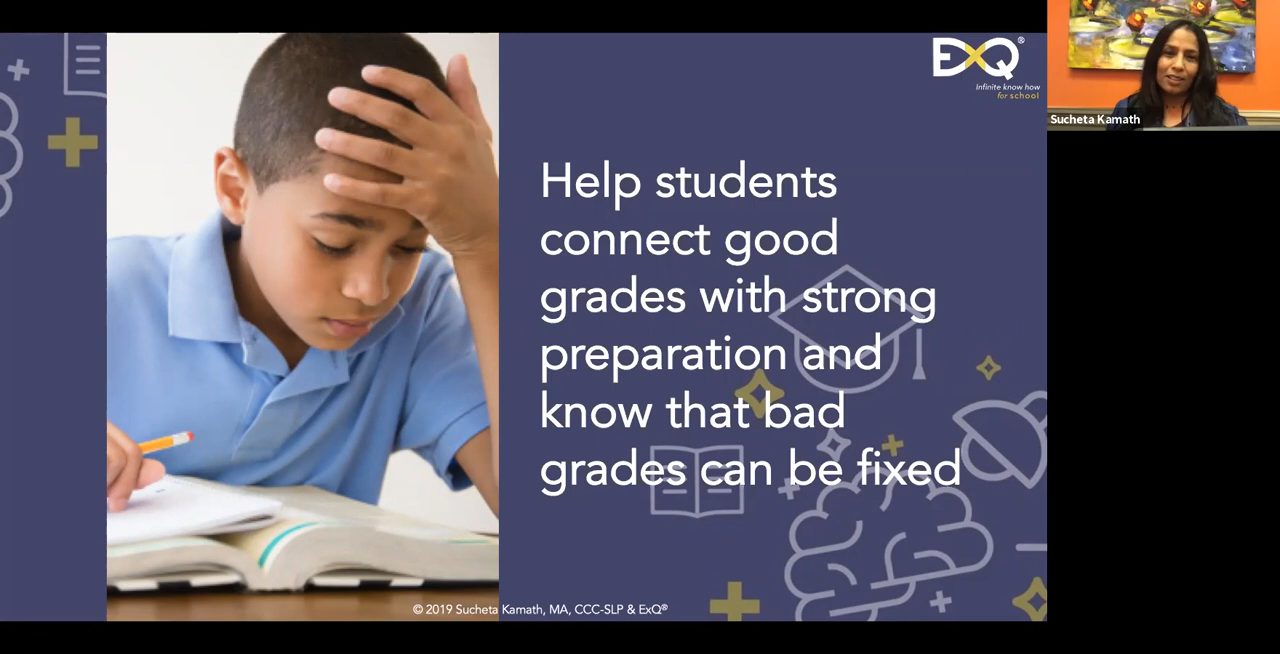 EXQ®
Infinite know how
for school
Sucheta Kamath
Help students
connect good
grades with strong
preparation and
know that bad
grades can be fixed
© 2019 Sucheta Kamath, MA, CCC-SLP & ExQ®